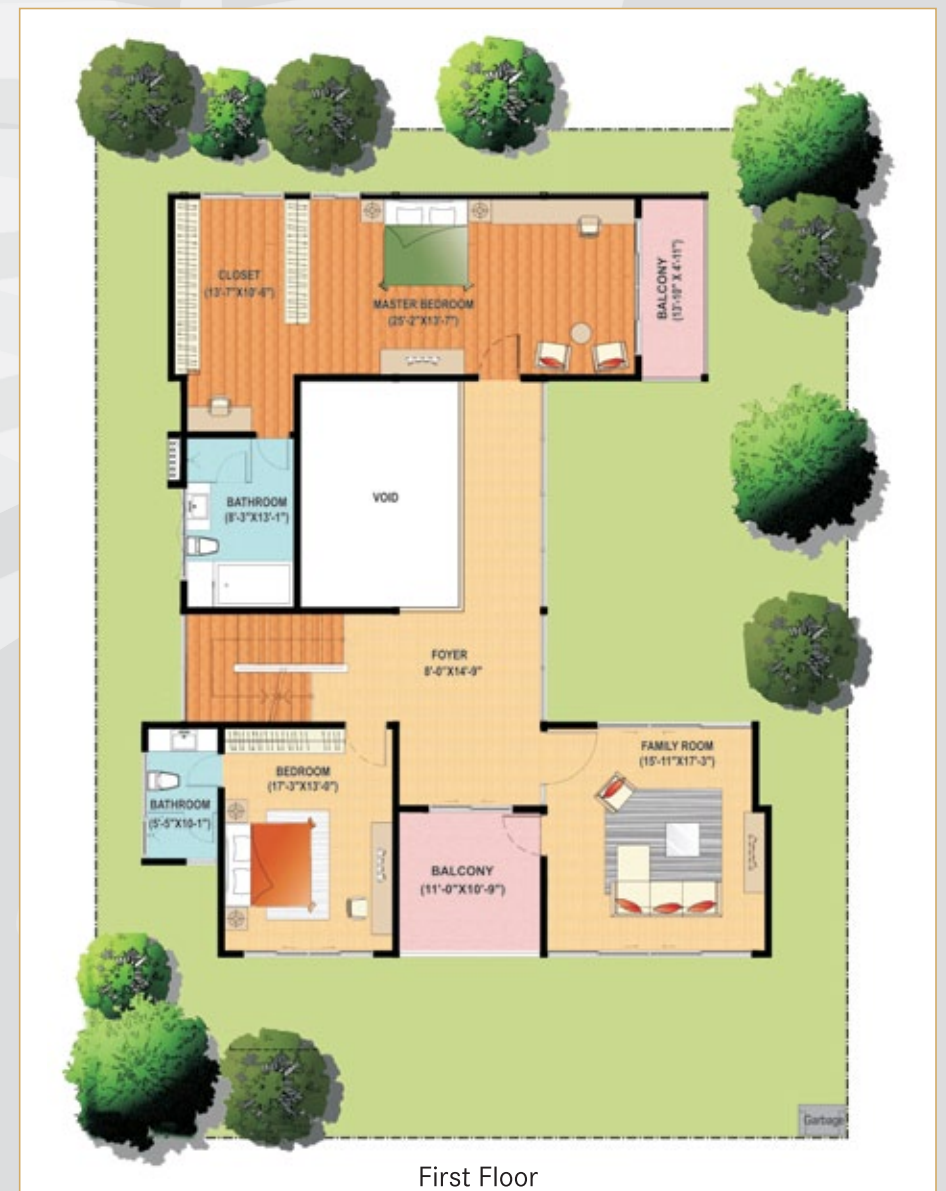 CLOSET
(13'-7"X10'-6")
MASTER BEDROOM
(25'-2"X13'-7")
BALCONY
(13'-10" X 4'-11")
BATHROOM
(8'-3"X13'-1")
VOID
FOYER
8'-0"X14'-9"
BEDROOM
(17'-3"X13'-0")
FAMILY ROOM
(15'-11"X17'-3")
BATHROOM
(5'-5"X10-1")
BALCONY
(11'-0"X10'-9")
Garbage
First Floor